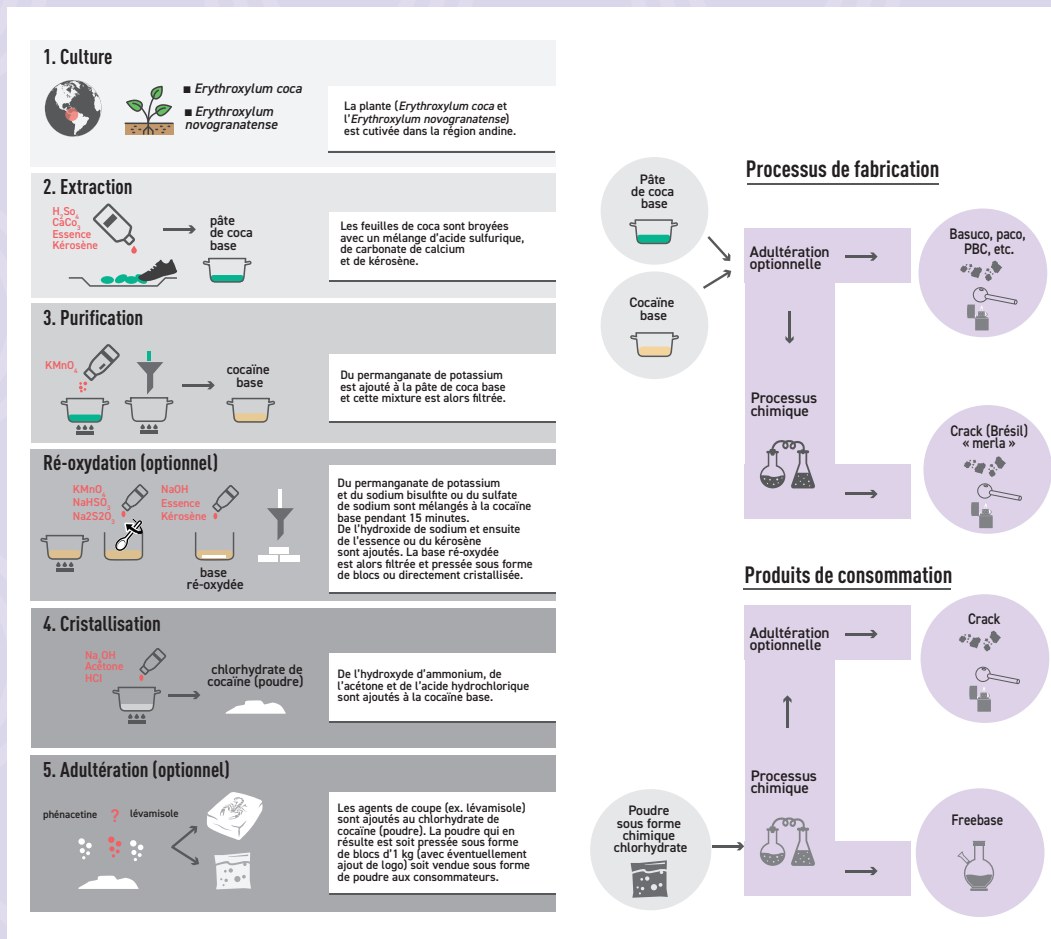 1. Culture
■ Erythroxylum coca
■ Erythroxylum
novogranatense
La plante (Erythroxylum coca et
l'Erythroxylum novogranatense)
est cutivée dans la région andine.
2. Extraction
H₂So₄
CaCo₃
Essence
Kérosène
pâte
de coca
base
Les feuilles de coca sont broyées
avec un mélange d'acide sulfurique,
de carbonate de calcium
et de kérosène.
3. Purification
KMnO₄
cocaïne
base
Du permanganate de potassium
est ajouté à la pâte de coca base
et cette mixture est alors filtrée.
Ré-oxydation (optionnel)
KMnO₄
NaHSO₃
Na2S2O₃
NaOH
Essence
Kérosène
base
ré-oxydée
Du permanganate de potassium
et du sodium bisulfite ou du sulfate
de sodium sont mélangés à la cocaïne
base pendant 15 minutes.
De l'hydroxide de sodium et ensuite
de l'essence ou du kérosène
sont ajoutés. La base ré-oxydée
est alors filtrée et pressée sous forme
de blocs ou directement cristallisée.
4. Cristallisation
Na OH
Acétone
HCl
chlorhydrate de
cocaïne (poudre)
De l'hydroxyde d'ammonium, de
l'acétone et de l'acide hydrochlorique
sont ajoutés à la cocaïne base.
5. Adultération (optionnel)
phénacetine ? lévamisole
Les agents de coupe (ex. lévamisole)
sont ajoutés au chlorhydrate de
cocaïne (poudre). La poudre qui en
résulte est soit pressée sous forme
de blocs d'1 kg (avec éventuellement
ajout de logo) soit vendue sous forme
de poudre aux consommateurs.
Processus de fabrication
Pâte
de coca
base
Cocaïne
base
Adultération
optionnelle
Basuco, paco,
PBC, etc.
Processus
chimique
Crack (Brésil)
« merla »
Produits de consommation
Adultération
optionnelle
Crack
Processus
chimique
Poudre
sous forme
chimique
chlorhydrate
Freebase